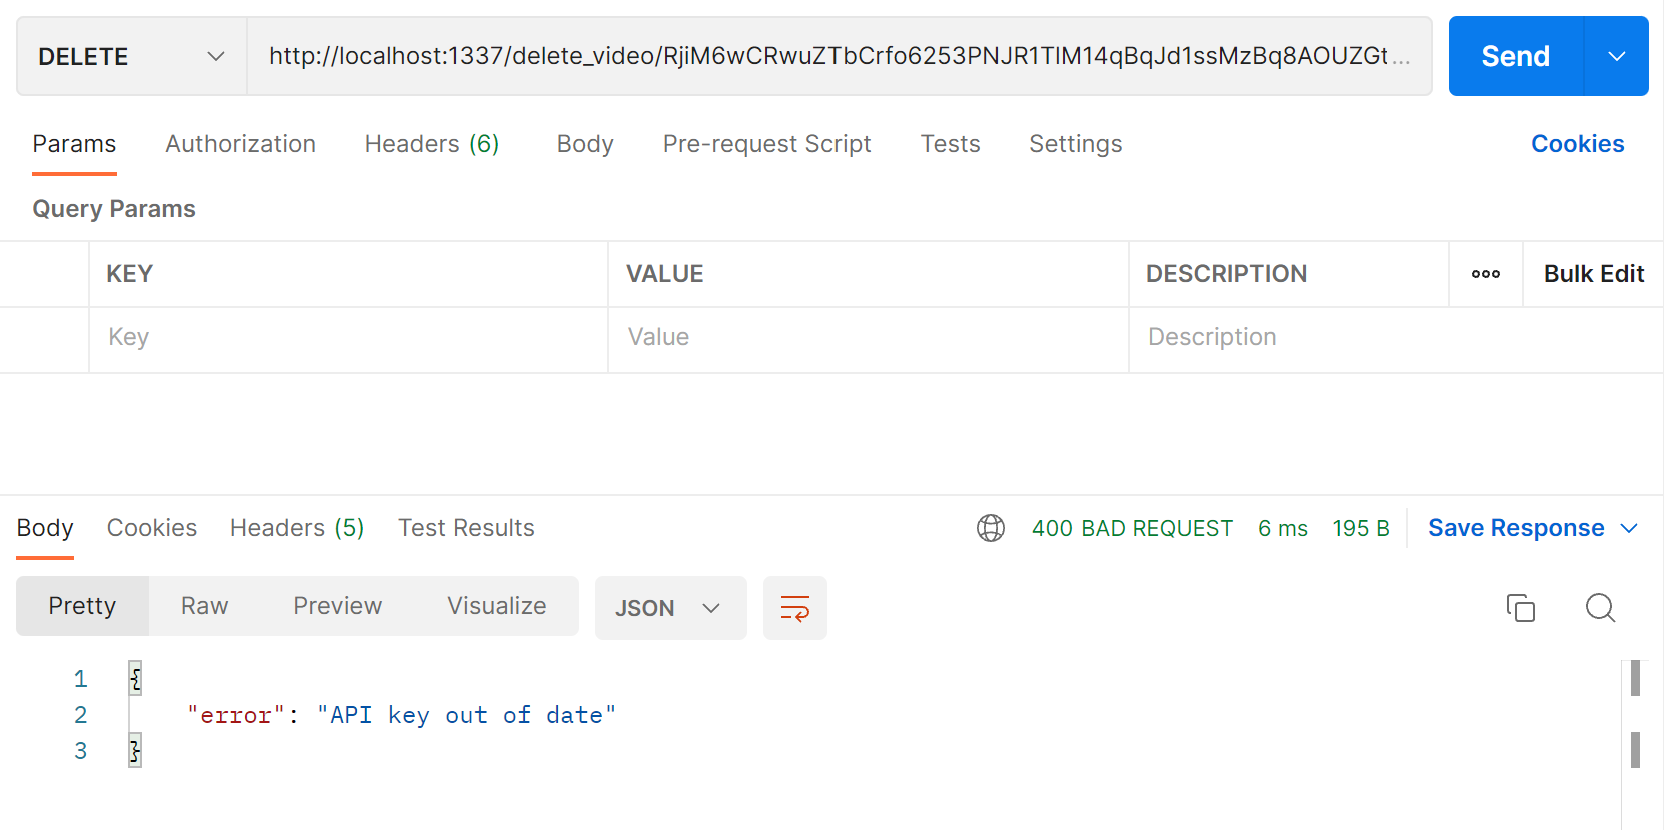 DELETE http://localhost:1337/delete_video/RjiM6wCRwuZTbCrfo6253PNJR1TIM14qBqJd1ssMzBq8AOUZGt... Send
Params Authorization Headers (6) Body Pre-request Script Tests Settings Cookies
Query Params
KEY VALUE DESCRIPTION ooo Bulk Edit
Key Value Description
Body Cookies Headers (5) Test Results 400 BAD REQUEST 6 ms 195 B Save Response
Pretty Raw Preview Visualize JSON
1 {
2 "error": "API key out of date"
3 }